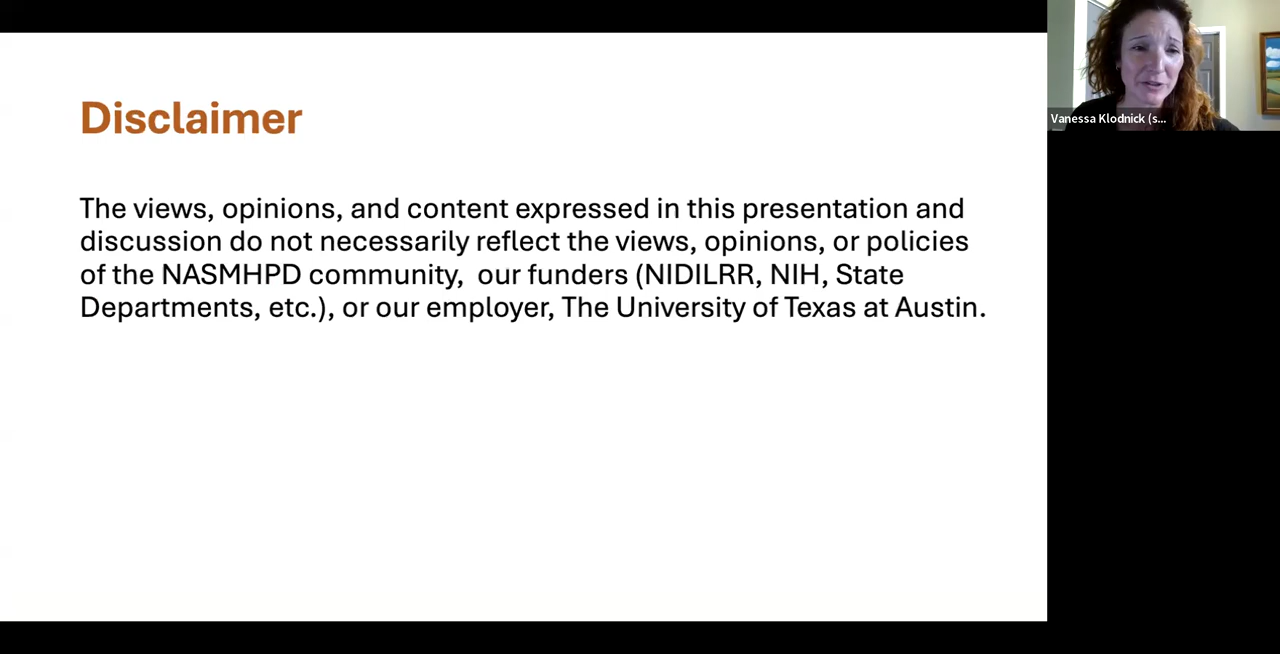 Disclaimer
The views, opinions, and content expressed in this presentation and
discussion do not necessarily reflect the views, opinions, or policies
of the NASMHPD community,  our funders (NIDILRR, NIH, State
Departments, etc.), or our employer, The University of Texas at Austin.
Vanessa Klodnick (s...